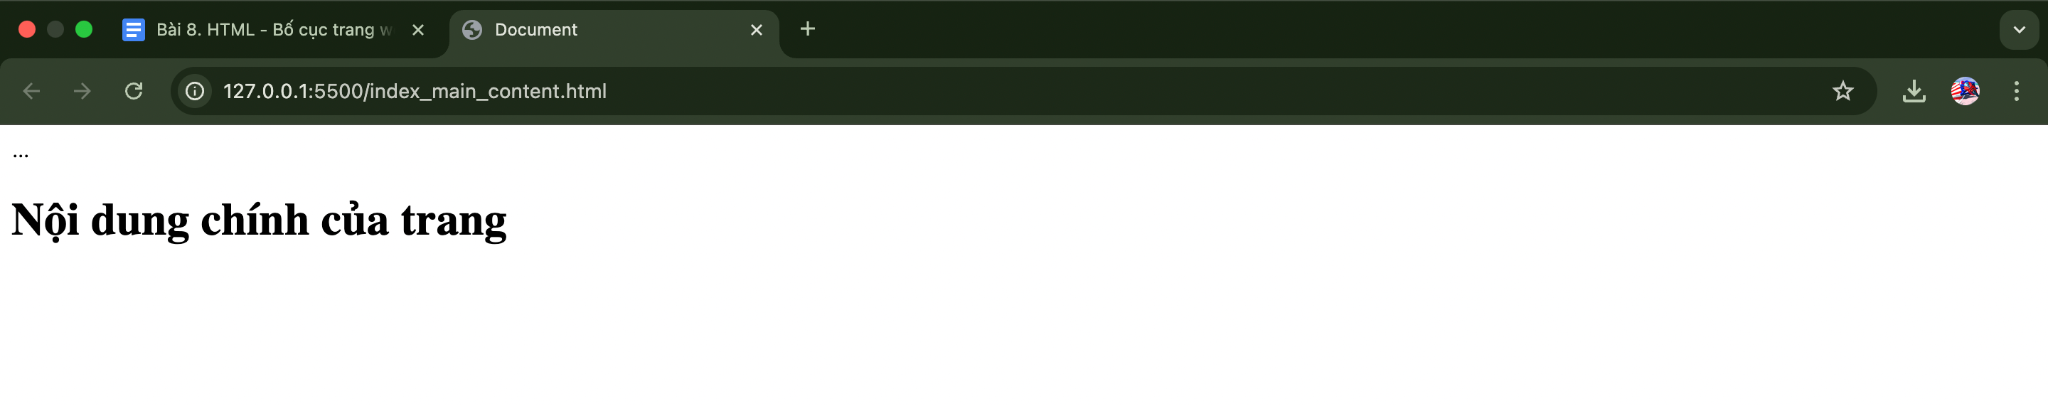 Bài 8. HTML - Bố cục trang w
Document
127.0.0.1:5500/index_main_content.html
...
Nội dung chính của trang